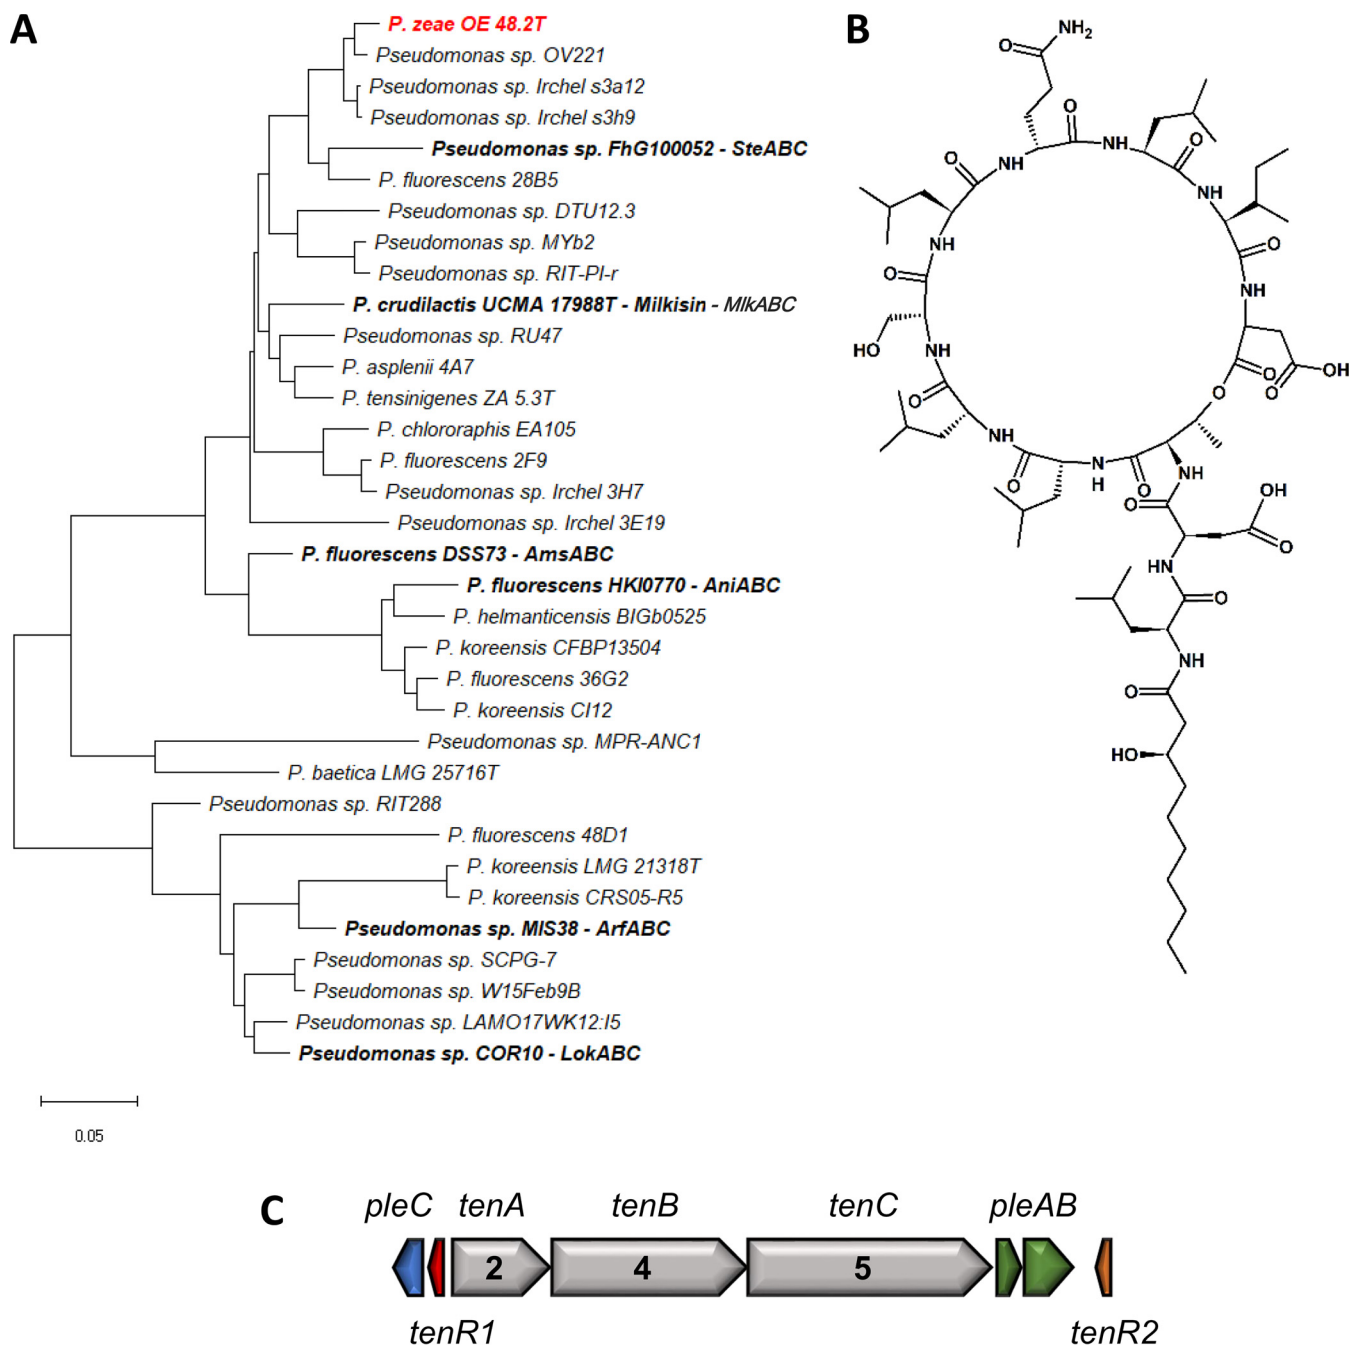 A
P. zeae OE 48.2T
Pseudomonas sp. OV221
Pseudomonas sp. Irchel s3a12
Pseudomonas sp. Irchel s3h9
Pseudomonas sp. FhG100052 - SteABC
P. fluorescens 28B5
Pseudomonas sp. DTU12.3
Pseudomonas sp. MYb2
Pseudomonas sp. RIT-PI-r
P. crudilactis UCMA 17988T - Milkisin - MlkABC
Pseudomonas sp. RU47
P. asplenii 4A7
P. tensinigenes ZA 5.3T
P. chlororaphis EA105
P. fluorescens 2F9
Pseudomonas sp. Irchel 3H7
Pseudomonas sp. Irchel 3E19
P. fluorescens DSS73 - AmsABC
P. fluorescens HKI0770 - AniABC
P. helmanticensis BIGb0525
P. koreensis CFBP13504
P. fluorescens 36G2
P. koreensis CI12
Pseudomonas sp. MPR-ANC1
P. baetica LMG 25716T
Pseudomonas sp. RIT288
P. fluorescens 48D1
P. koreensis LMG 21318T
P. koreensis CRS05-R5
Pseudomonas sp. MIS38 - ArfABC
Pseudomonas sp. SCPG-7
Pseudomonas sp. W15Feb9B
Pseudomonas sp. LAMO17WK12:I5
Pseudomonas sp. COR10 - LokABC
0.05
B
NH2
O
O
NH
O
NH
O
NH
NH
O
O
NH
HO
NH
O
O
OH
O
O
NH
O
N
H
O
NH
O
OH
O
HN
O
NH
O
HO
C
pleC tenA tenB tenC pleAB
2 4 5
tenR1 tenR2